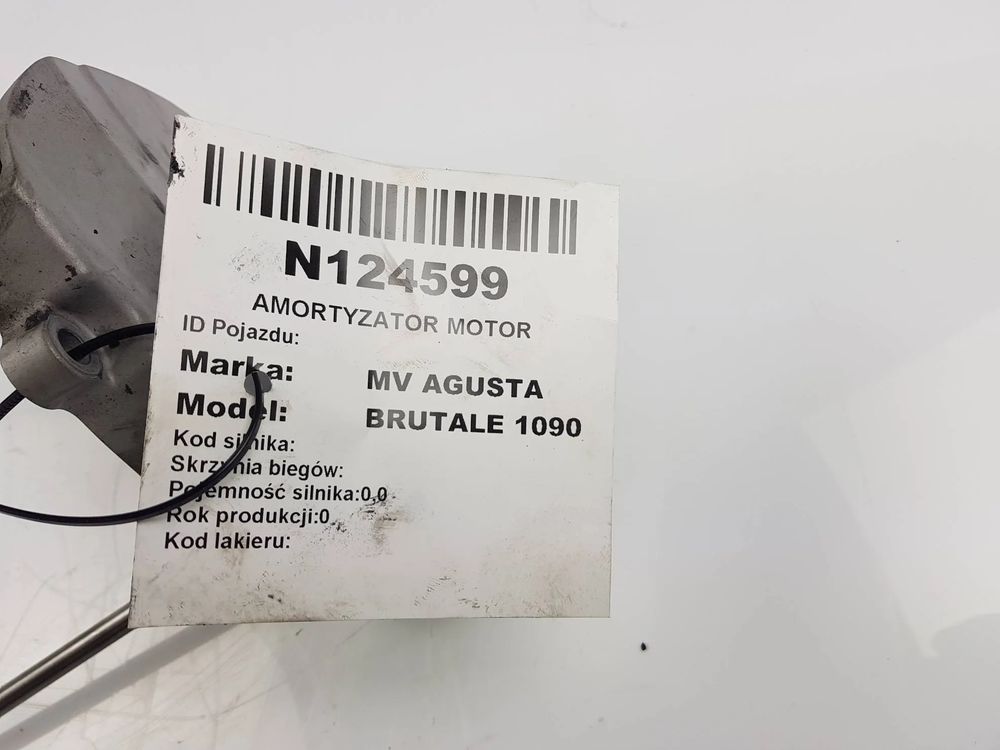 N124599
AMORTYZATOR MOTOR
ID Pojazdu:
Marka: MV AGUSTA
Model: BRUTALE 1090
Kod silnika:
Skrzynia biegów:
Pojemność silnika:0,0
Rok produkcji:0
Kod lakieru: